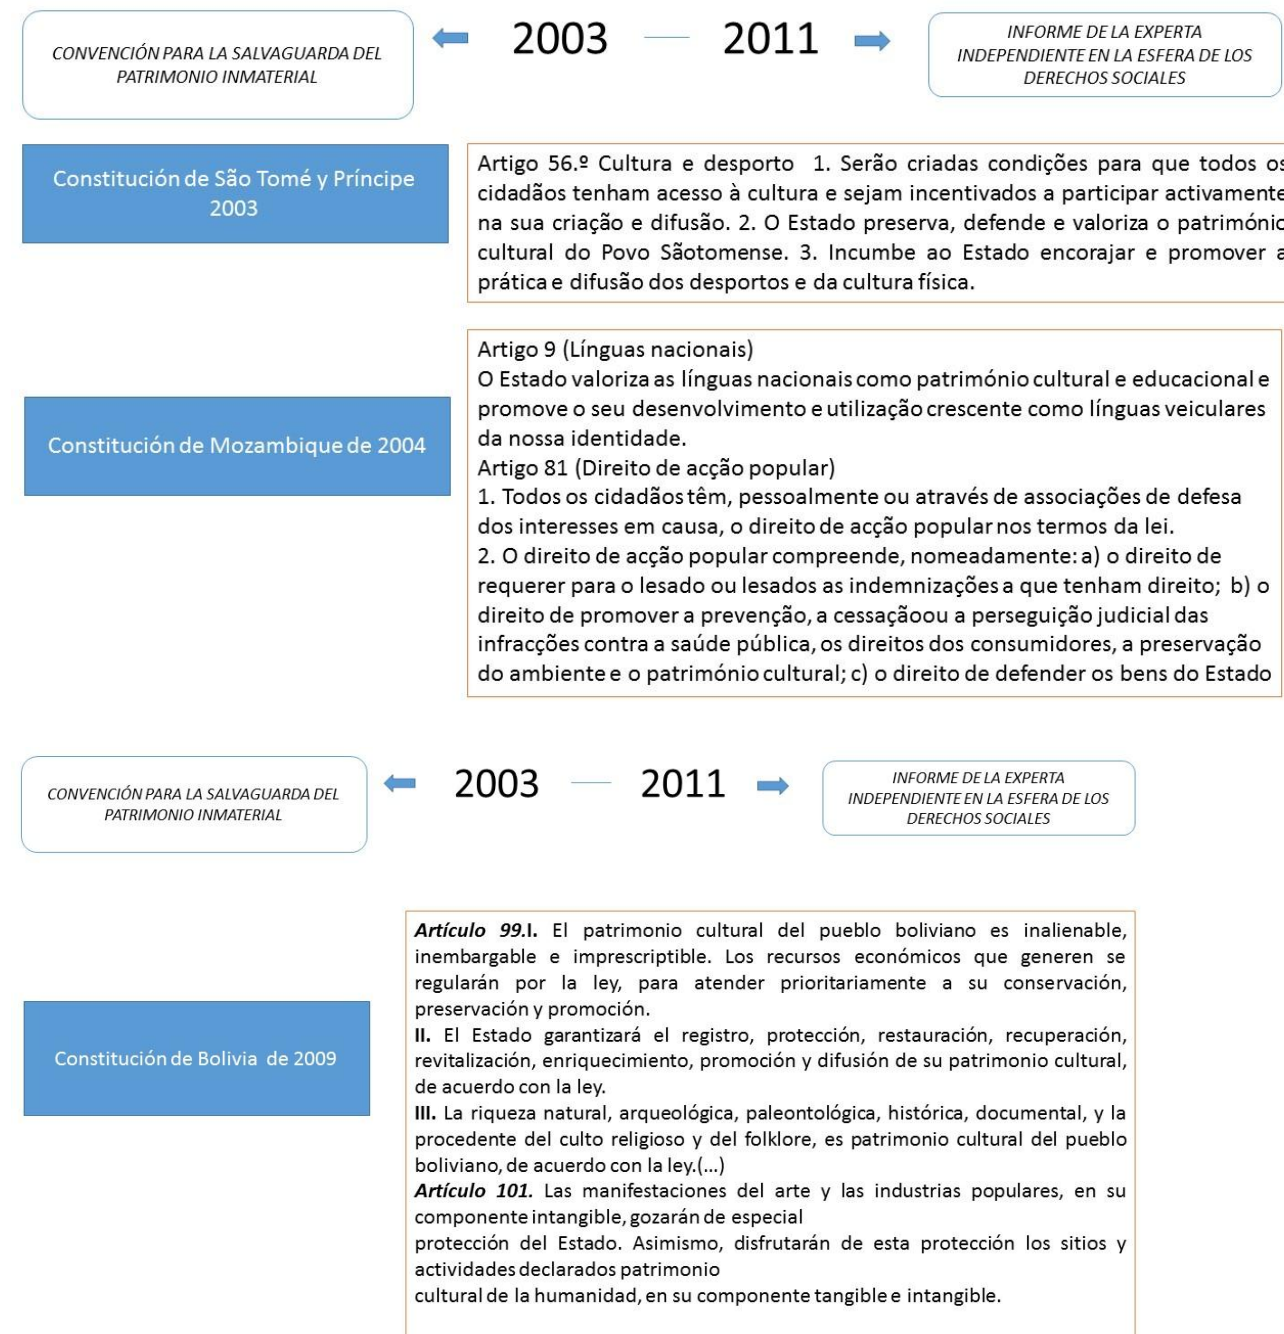 CONVENCIÓN PARA LA SALVAGUARDA DEL
PATRIMONIO INMATERIAL
2003
2011
INFORME DE LA EXPERTA
INDEPENDIENTE EN LA ESFERA DE LOS
DERECHOS SOCIALES
Constitución de São Tomé y Príncipe
2003
Artigo 56.º Cultura e desporto 1. Serão criadas condições para que todos os
cidadãos tenham acesso à cultura e sejam incentivados a participar activamente
na sua criação e difusão. 2. O Estado preserva, defende e valoriza o património
cultural do Povo Sãotomense. 3. Incumbe ao Estado encorajar e promover a
prática e difusão dos desportos e da cultura física.
Constitución de Mozambique de 2004
Artigo 9 (Línguas nacionais)
O Estado valoriza as línguas nacionais como património cultural e educacional e
promove o seu desenvolvimento e utilização crescente como línguas veiculares
da nossa identidade.
Artigo 81 (Direito de acção popular)
1. Todos os cidadãos têm, pessoalmente ou através de associações de defesa
dos interesses em causa, o direito de acção popular nos termos da lei.
2. O direito de acção popular compreende, nomeadamente: a) o direito de
requerer para o lesado ou lesados as indemnizações a que tenham direito; b) o
direito de promover a prevenção, a cessaçãoou a perseguição judicial das
infracções contra a saúde pública, os direitos dos consumidores, a preservação
do ambiente e o património cultural; c) o direito de defender os bens do Estado
CONVENCIÓN PARA LA SALVAGUARDA DEL
PATRIMONIO INMATERIAL
2003
2011
INFORME DE LA EXPERTA
INDEPENDIENTE EN LA ESFERA DE LOS
DERECHOS SOCIALES
Constitución de Bolivia de 2009
Artículo 99.I. El patrimonio cultural del pueblo boliviano es inalienable,
inembargable e imprescriptible. Los recursos económicos que generen se
regularán por la ley, para atender prioritariamente a su conservación,
preservación y promoción.
II. El Estado garantizará el registro, protección, restauración, recuperación,
revitalización, enriquecimiento, promoción y difusión de su patrimonio cultural,
de acuerdo con la ley.
III. La riqueza natural, arqueológica, paleontológica, histórica, documental, y la
procedente del culto religioso y del folklore, es patrimonio cultural del pueblo
boliviano, de acuerdo con la ley.(...)
Artículo 101. Las manifestaciones del arte y las industrias populares, en su
componente intangible, gozarán de especial
protección del Estado. Asimismo, disfrutarán de esta protección los sitios y
actividades declarados patrimonio
cultural de la humanidad, en su componente tangible e intangible.